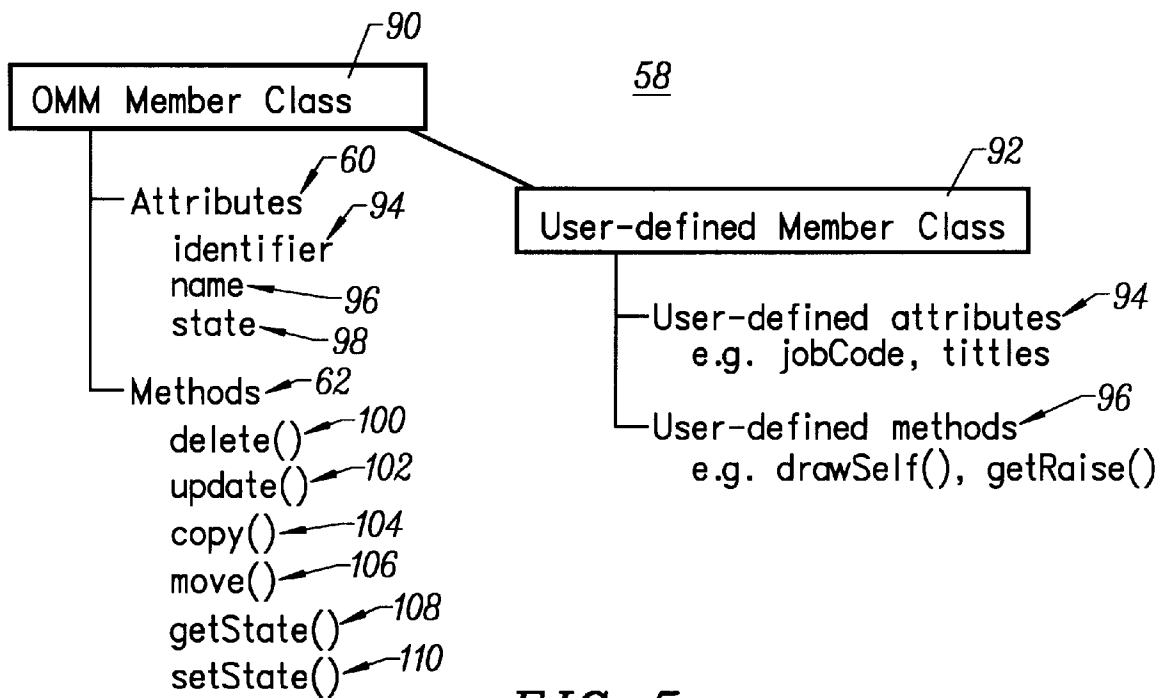 90
OMM Member Class
58
60
Attributes
94
identifier
name
96
state
98
Methods
62
delete()
100
update()
102
copy()
104
move()
106
getState()
108
setState()
110
92
User-defined Member Class
User-defined attributes
94
e.g. jobCode, tittles
User-defined methods
96
e.g. drawSelf(), getRaise()